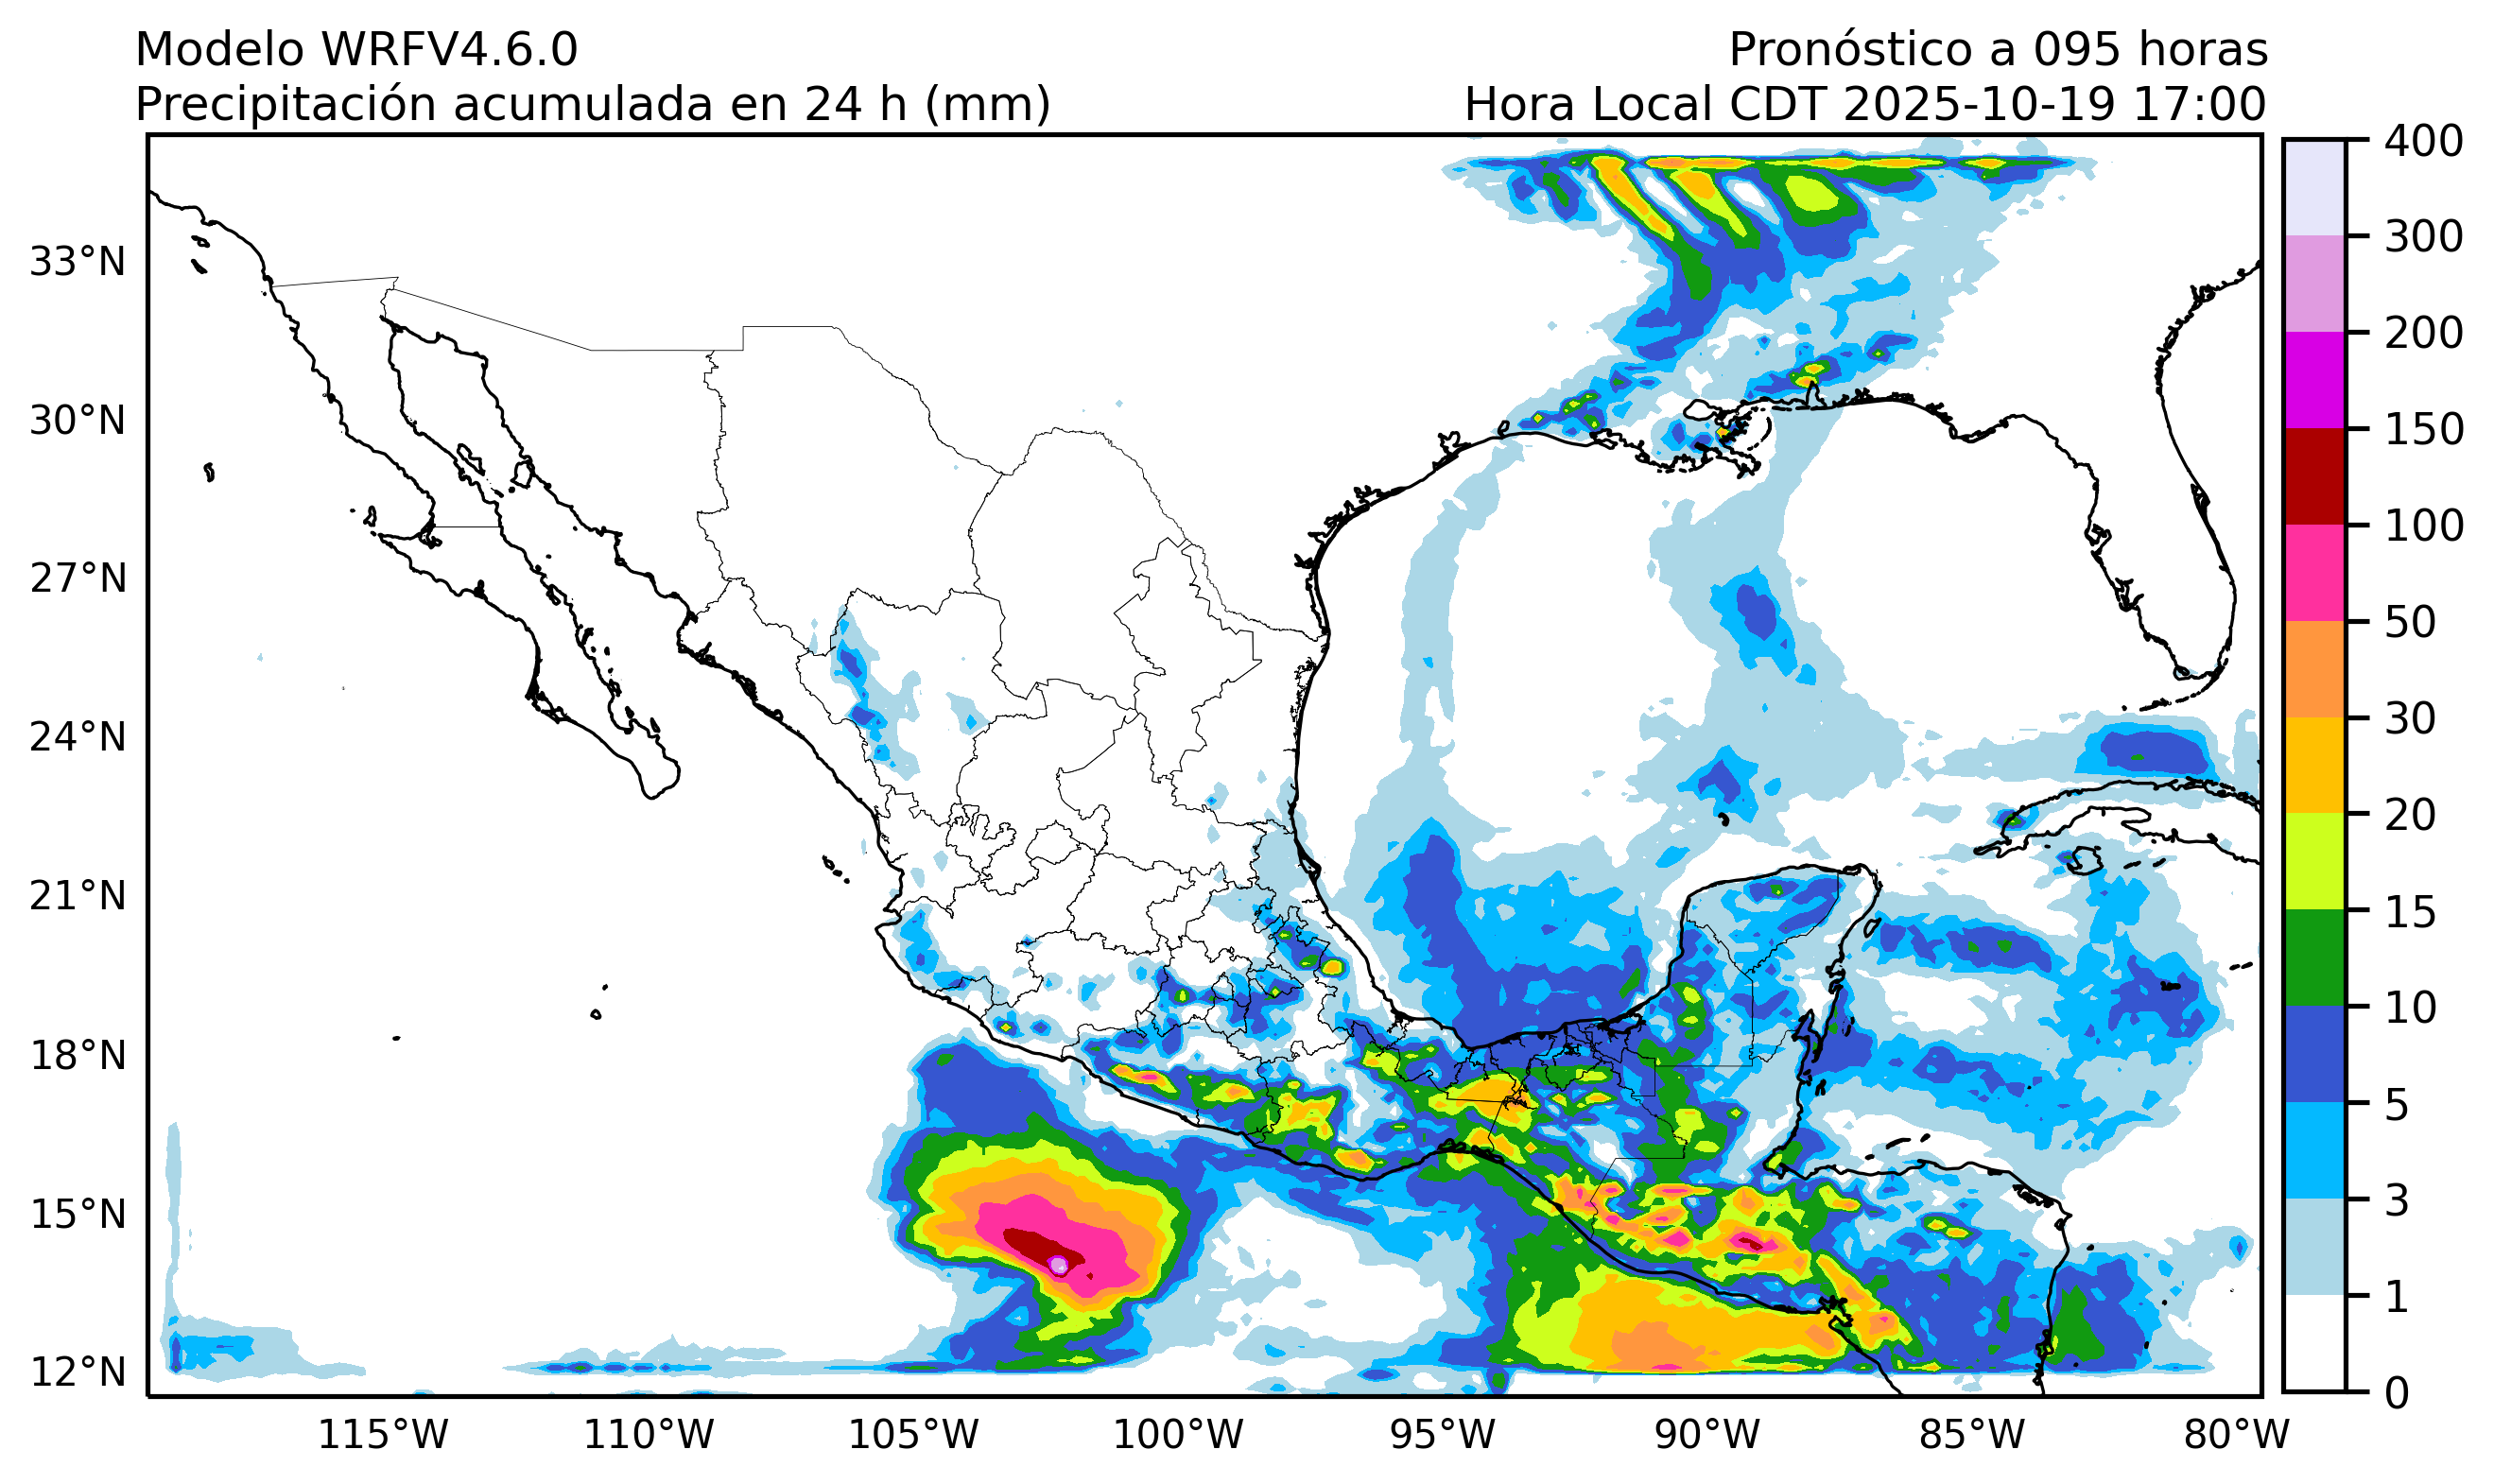 Modelo WRFV4.6.0
Pronóstico a 095 horas
Precipitación acumulada en 24 h (mm)
Hora Local CDT 2025-10-19 17:00
33°N
30°N
27°N
24°N
21°N
18°N
15°N
12°N
115°W
110°W
105°W
100°W
95°W
90°W
85°W
80°W
400
300
200
150
100
50
30
20
15
10
5
3
1
0